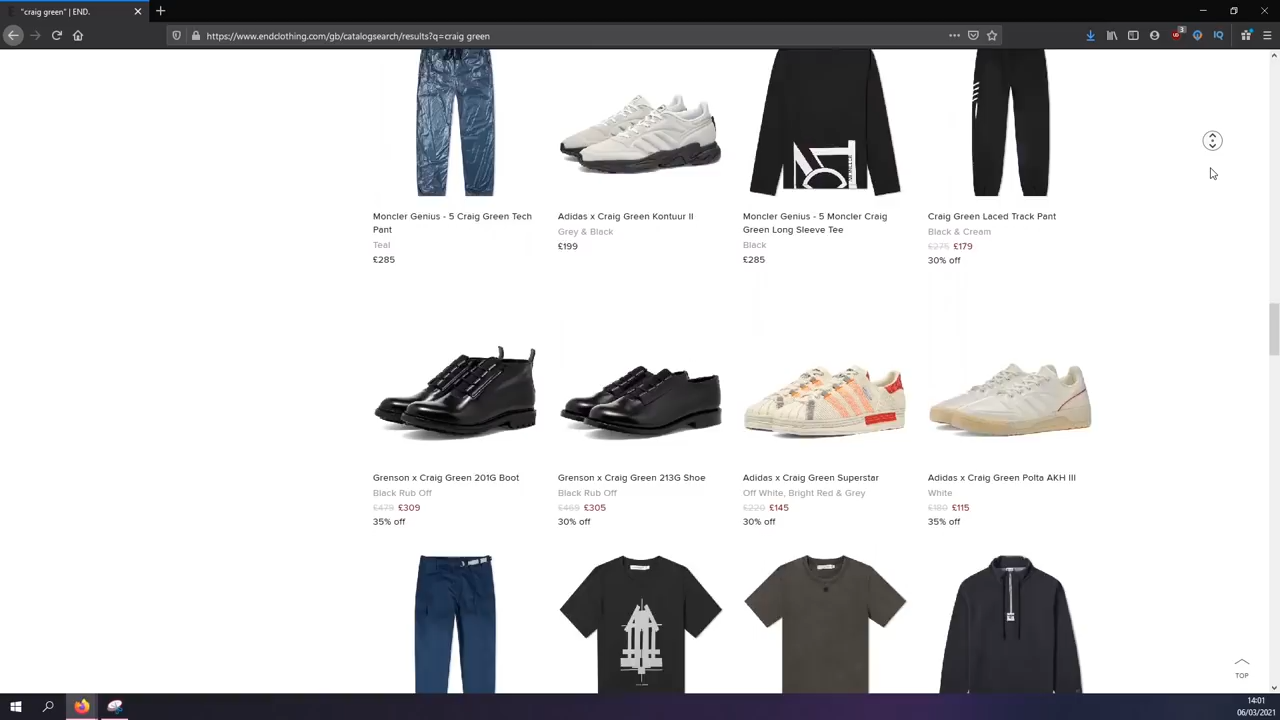 "craig green" | END.
https://www.endclothing.com/gb/catalogsearch/results?q=craig green
3
Moncler Genius - 5 Craig Green Tech
Pant
Teal
£285
Adidas x Craig Green Kontuur II
Grey & Black
£199
Moncler Genius - 5 Moncler Craig
Green Long Sleeve Tee
Black
£285
Craig Green Laced Track Pant
Black & Cream
£275 £179
30% off
Grenson x Craig Green 201G Boot
Black Rub Off
£479 £309
35% off
Grenson x Craig Green 213G Shoe
Black Rub Off
£469 £305
30% off
Adidas x Craig Green Superstar
Off White, Bright Red & Grey
£220 £145
30% off
Adidas x Craig Green Polta AKH III
White
£180 £115
35% off
TOP
14:01
06/03/2021